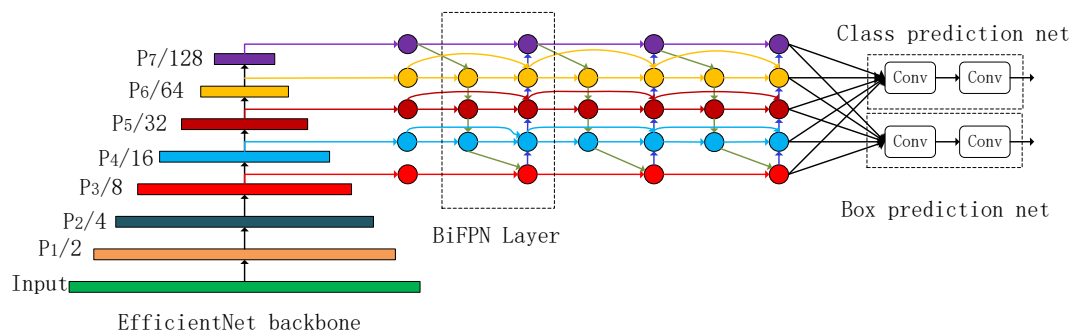 P7/128
P6/64
P5/32
P4/16
P3/8
P2/4
P1/2
Input
EfficientNet backbone
BiFPN Layer
Class prediction net
Conv
Conv
Conv
Conv
Box prediction net